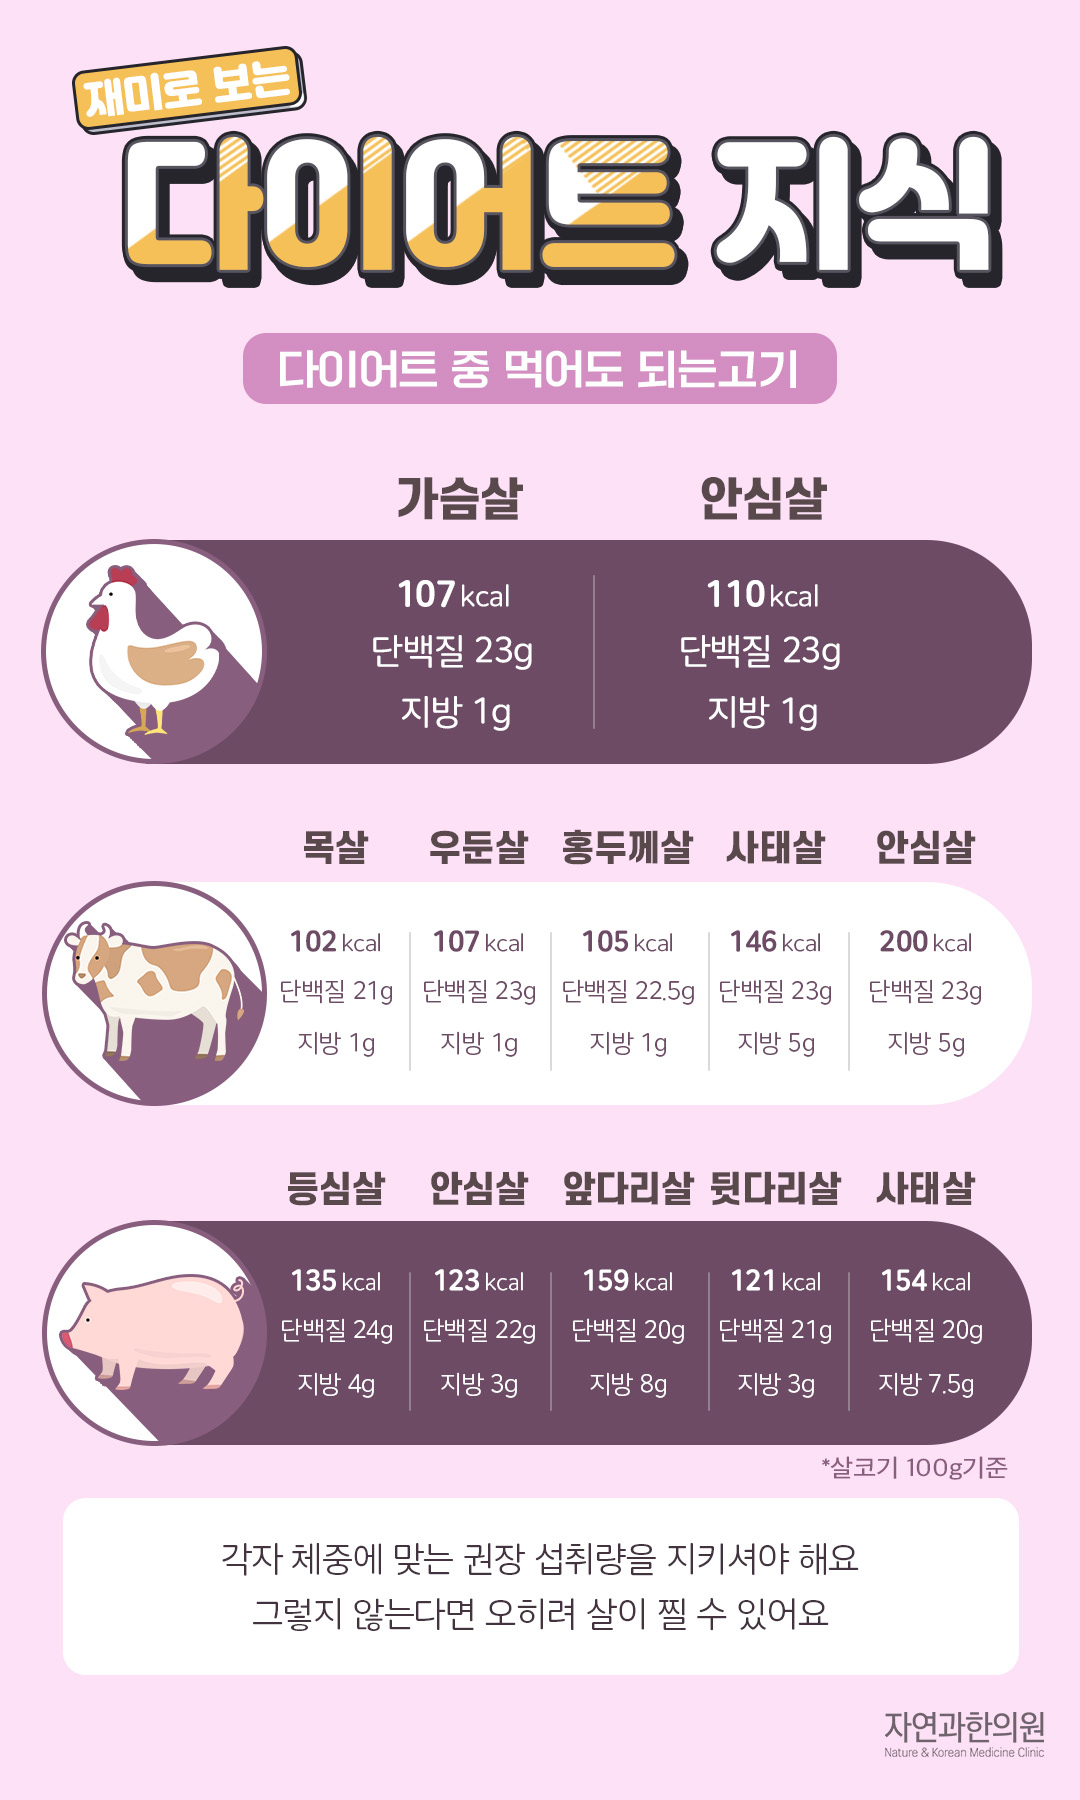 재미로 보는
다이어트 지식
다이어트 중 먹어도 되는고기
가슴살 안심살
107 kcal 110 kcal
단백질 23g 단백질 23g
지방 1g 지방 1g
목살 우둔살 홍두께살 사태살 안심살
102 kcal 107 kcal 105 kcal 146 kcal 200 kcal
단백질 21g 단백질 23g 단백질 22.5g 단백질 23g 단백질 23g
지방 1g 지방 1g 지방 1g 지방 5g 지방 5g
등심살 안심살 앞다리살 뒷다리살 사태살
135 kcal 123 kcal 159 kcal 121 kcal 154 kcal
단백질 24g 단백질 22g 단백질 20g 단백질 21g 단백질 20g
지방 4g 지방 3g 지방 8g 지방 3g 지방 7.5g
*살코기 100g기준
각자 체중에 맞는 권장 섭취량을 지키셔야 해요
그렇지 않는다면 오히려 살이 찔 수 있어요
자연과한의원
Nature & Korean Medicine Clinic